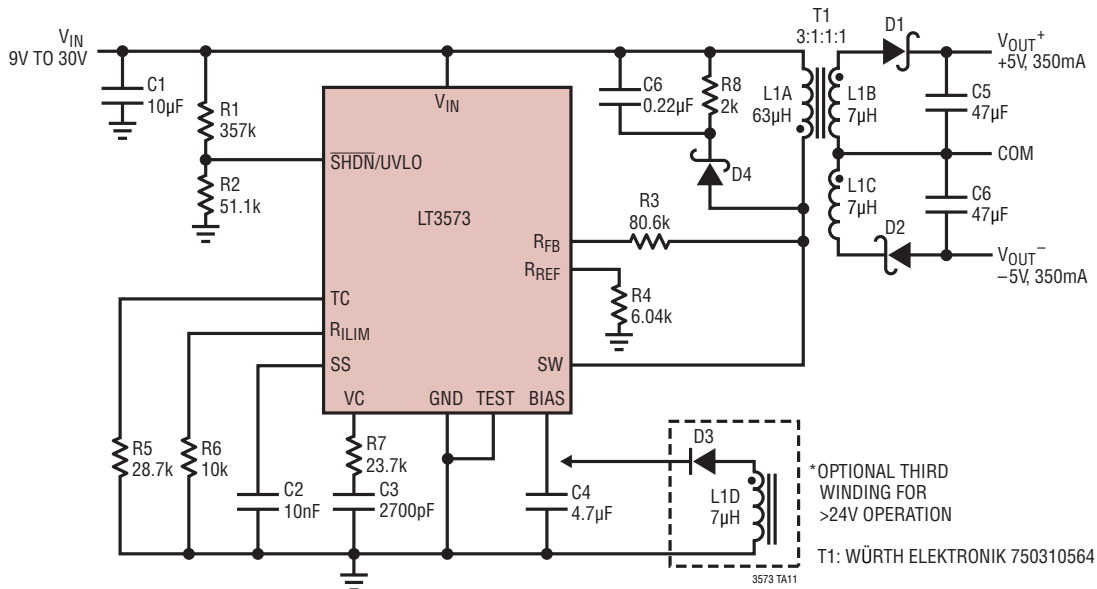 VIN
9V TO 30V
C1
10µF
R1
357k
R2
51.1k
VIN
SHDN/UVLO
LT3573
RFB
RREF
SW
TC
RILIM
SS
VC
GND
TEST
BIAS
C6
0.22µF
R8
2k
D4
R3
80.6k
R4
6.04k
T1
3:1:1:1
L1A
63µH
L1B
7µH
L1C
7µH
D1
D2
VOUT+
+5V, 350mA
C5
47µF
COM
C6
47µF
VOUT–
–5V, 350mA
R5
28.7k
R6
10k
C2
10nF
R7
23.7k
C3
2700pF
C4
4.7µF
D3
L1D
7µH
*OPTIONAL THIRD
WINDING FOR
>24V OPERATION
T1: WÜRTH ELEKTRONIK 750310564
3573 TA11